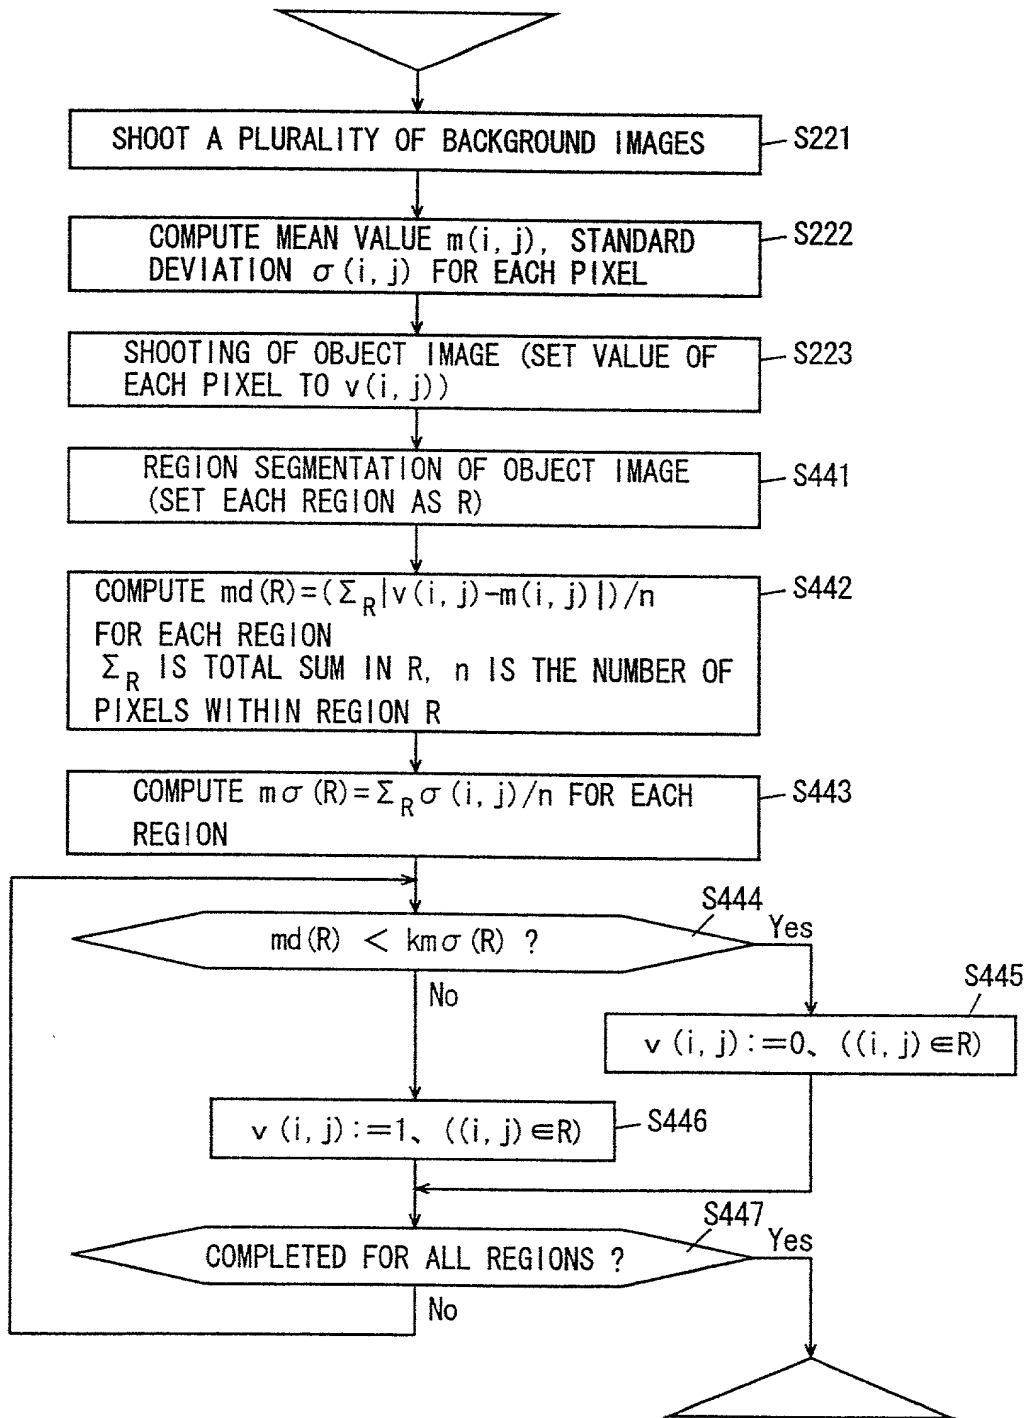 SHOOT A PLURALITY OF BACKGROUND IMAGES
S221
COMPUTE MEAN VALUE m(i, j), STANDARD
DEVIATION σ(i, j) FOR EACH PIXEL
S222
SHOOTING OF OBJECT IMAGE (SET VALUE OF
EACH PIXEL TO v(i, j))
S223
REGION SEGMENTATION OF OBJECT IMAGE
(SET EACH REGION AS R)
S441
COMPUTE md(R)=(Σ_R|v(i, j)-m(i, j)|)/n
FOR EACH REGION
Σ_R IS TOTAL SUM IN R, n IS THE NUMBER OF
PIXELS WITHIN REGION R
S442
COMPUTE mσ(R)=Σ_Rσ(i, j)/n FOR EACH
REGION
S443
S444
md(R) < kmσ(R) ?
Yes
No
S445
v(i, j):=0、((i, j)∈R)
v(i, j):=1、((i, j)∈R)
S446
S447
COMPLETED FOR ALL REGIONS ?
Yes
No